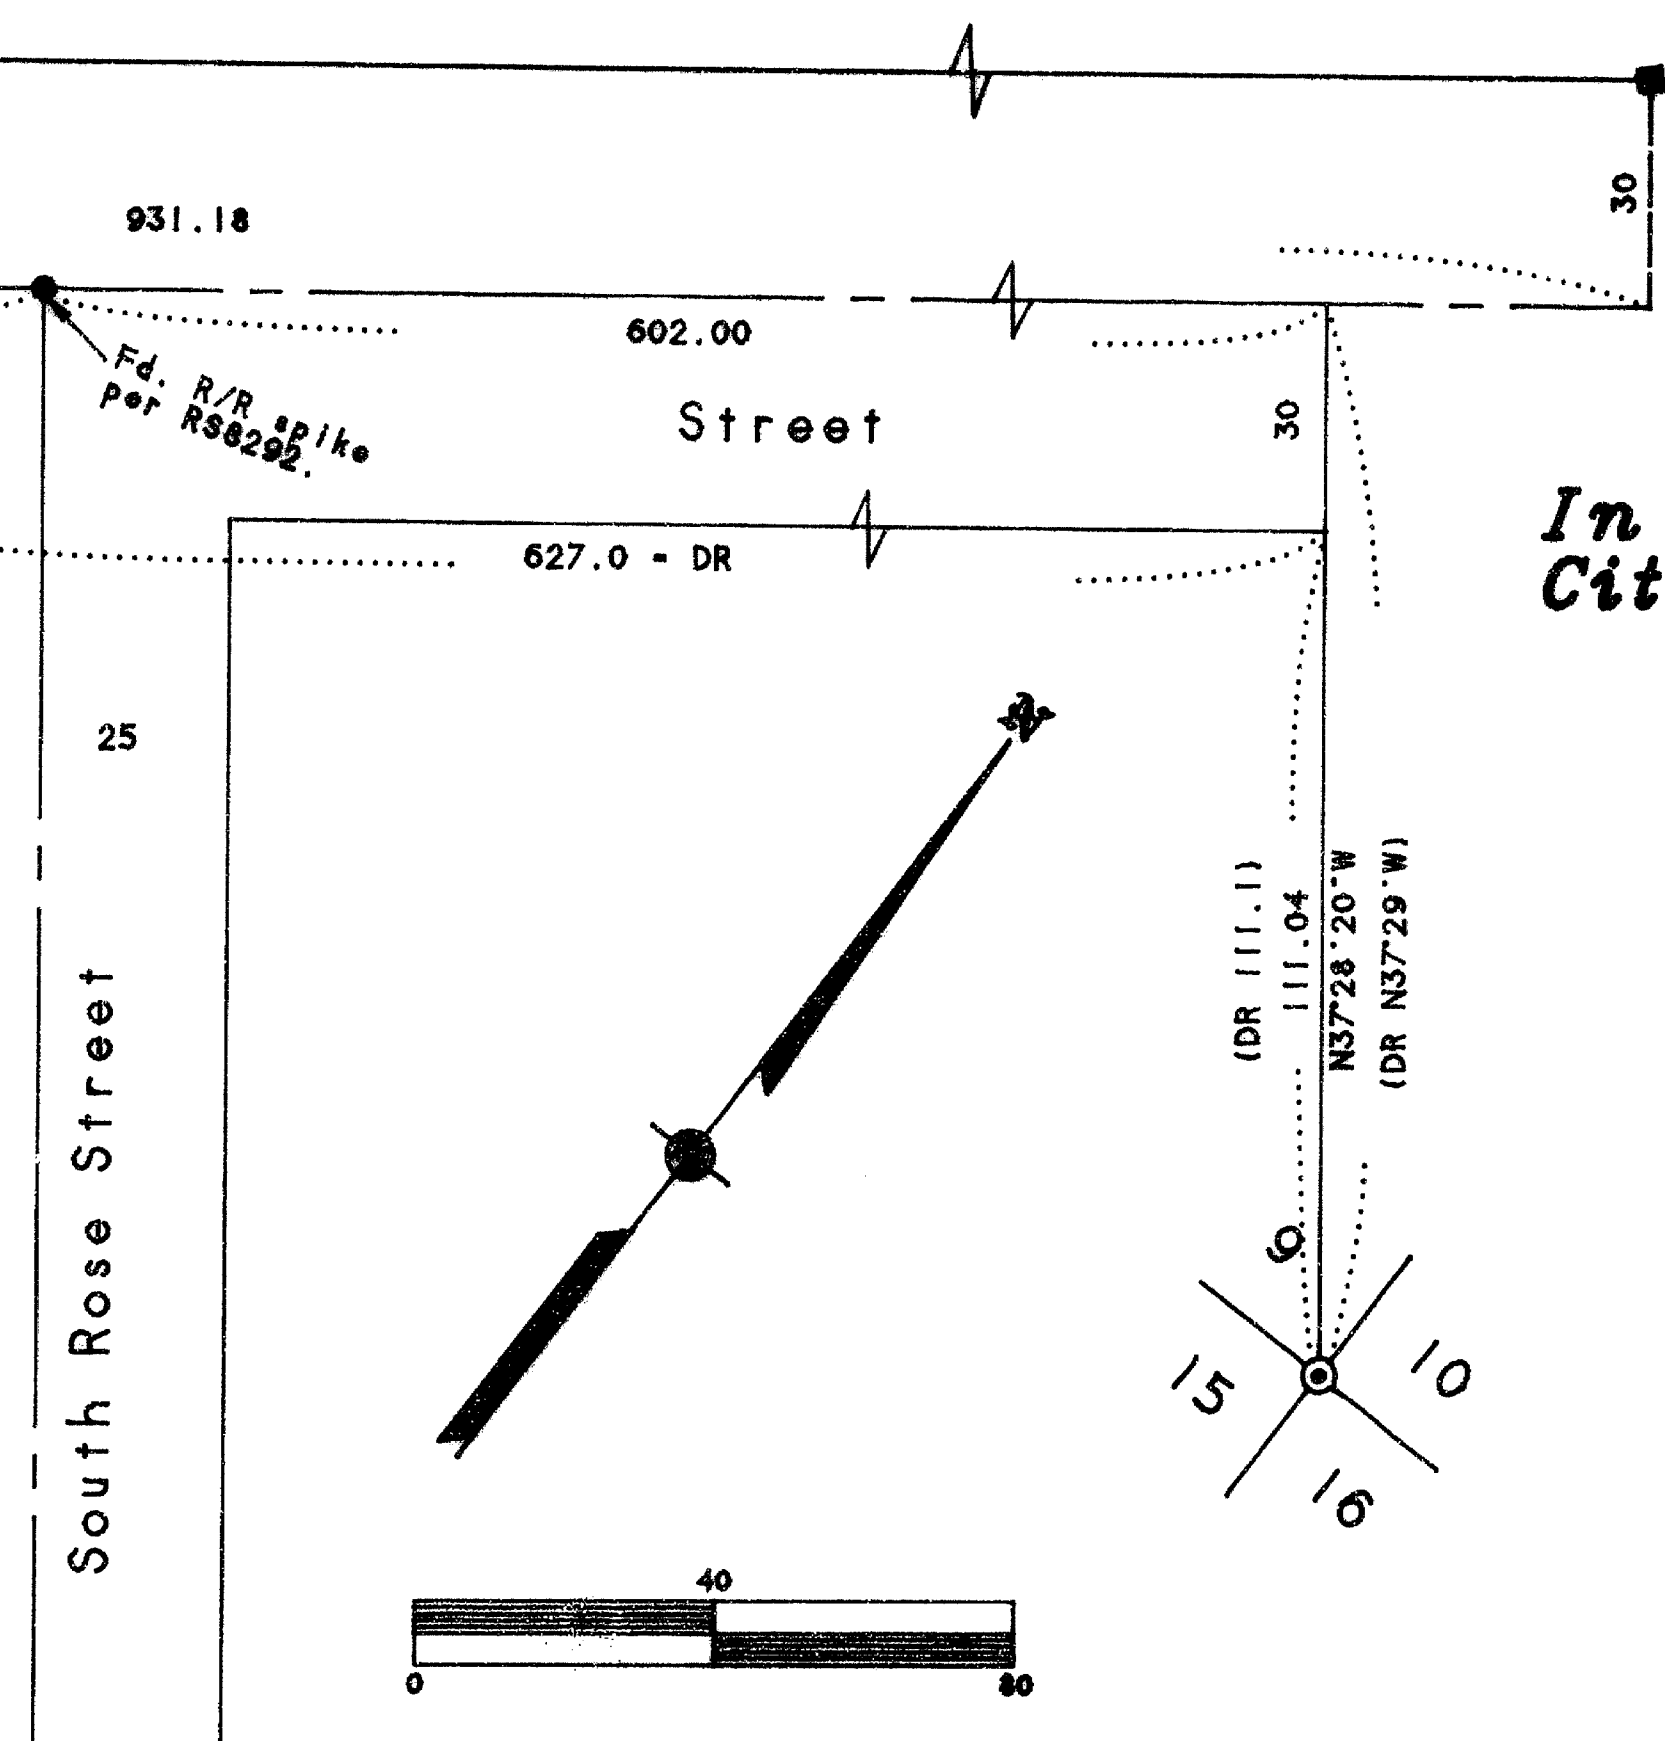 30
931.18
602.00
Fd. R/R spike
per RS8292.
Street
30
In
Cit
627.0 - DR
25
(DR 111.1)
111.04
N37°28'20"W
(DR N37°29'W)
South Rose Street
9
10
15
16
40
0
80